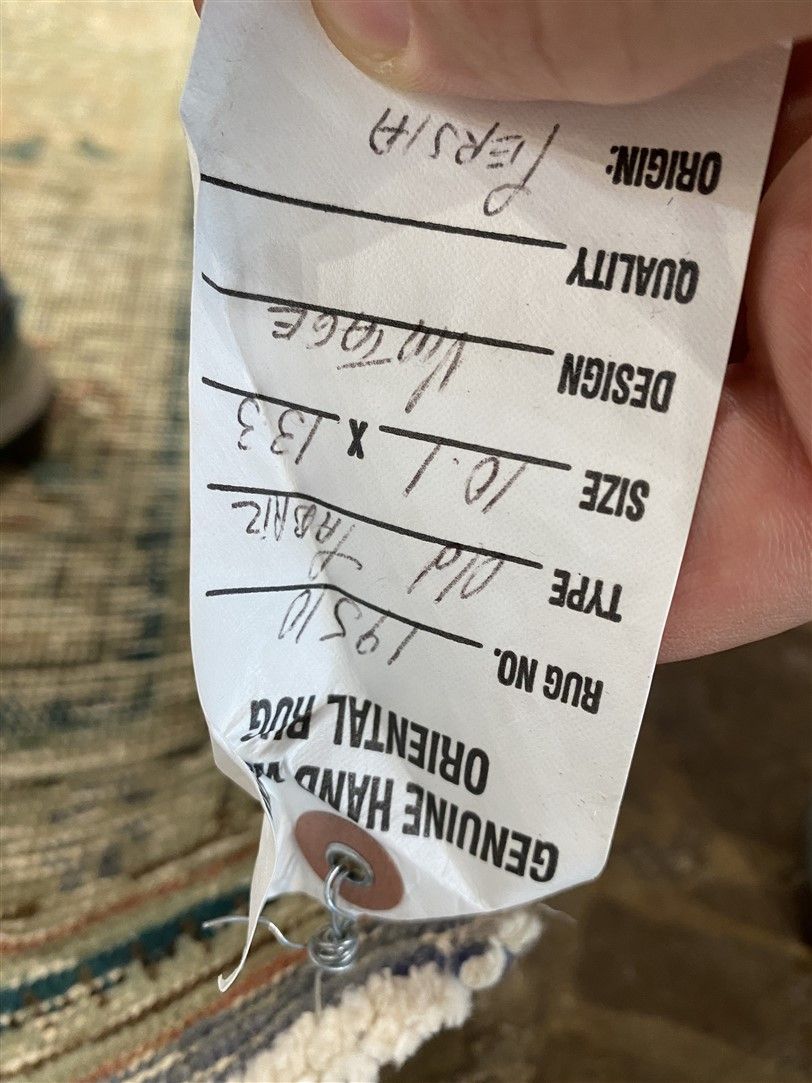 GENUINE HAND
ORIENTAL RUG
RUG NO. 19510
TYPE old TABRIZ
SIZE 10.1 x 13.3
DESIGN VINTAGE
QUALITY
ORIGIN: PERSIA